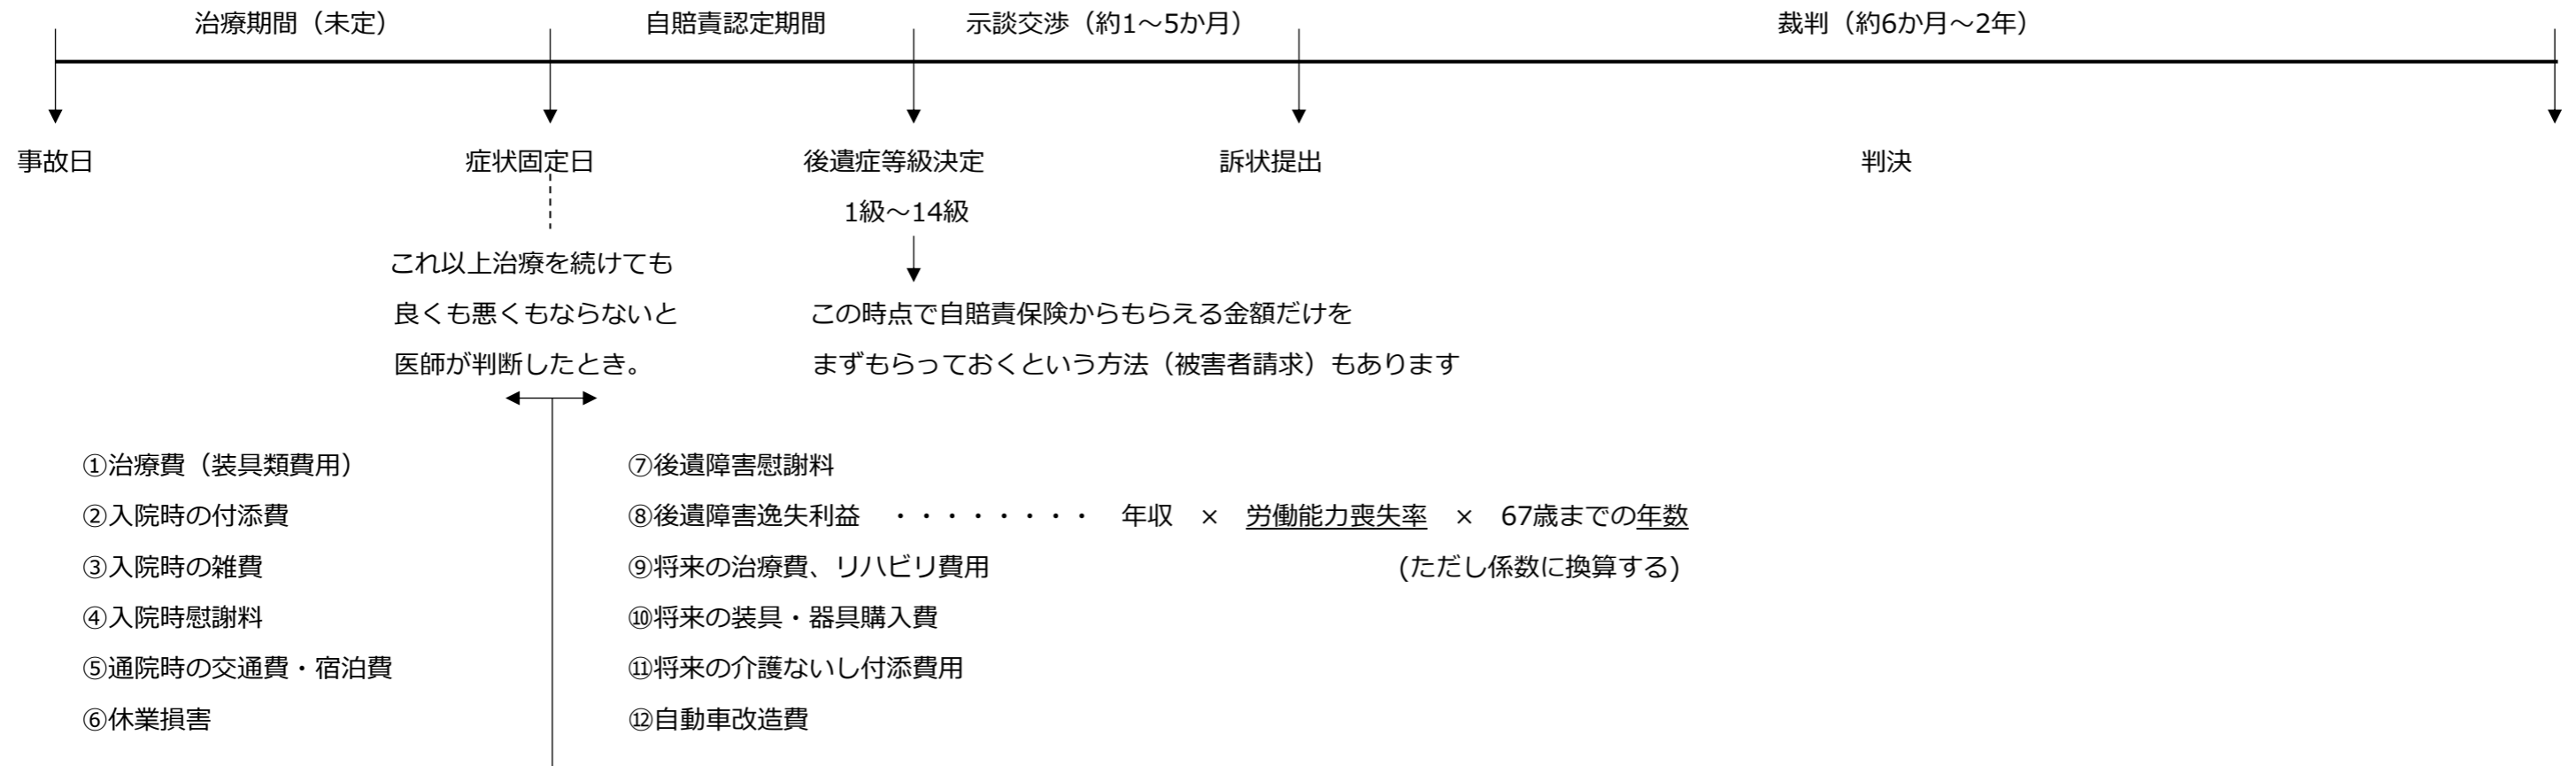 治療期間（未定） 自賠責認定期間 示談交渉（約1～5か月） 裁判（約6か月～2年）
事故日 症状固定日 後遺症等級決定 訴状提出 判決
1級～14級
これ以上治療を続けても
良くも悪くもならないと
医師が判断したとき。
この時点で自賠責保険からもらえる金額だけを
まずもらっておくという方法（被害者請求）もあります
①治療費（装具類費用）
②入院時の付添費
③入院時の雑費
④入院時慰謝料
⑤通院時の交通費・宿泊費
⑥休業損害
⑦後遺障害慰謝料
⑧後遺障害逸失利益 ・・・・・・・・ 年収 × 労働能力喪失率 × 67歳までの年数
(ただし係数に換算する)
⑨将来の治療費、リハビリ費用
⑩将来の装具・器具購入費
⑪将来の介護ないし付添費用
⑫自動車改造費